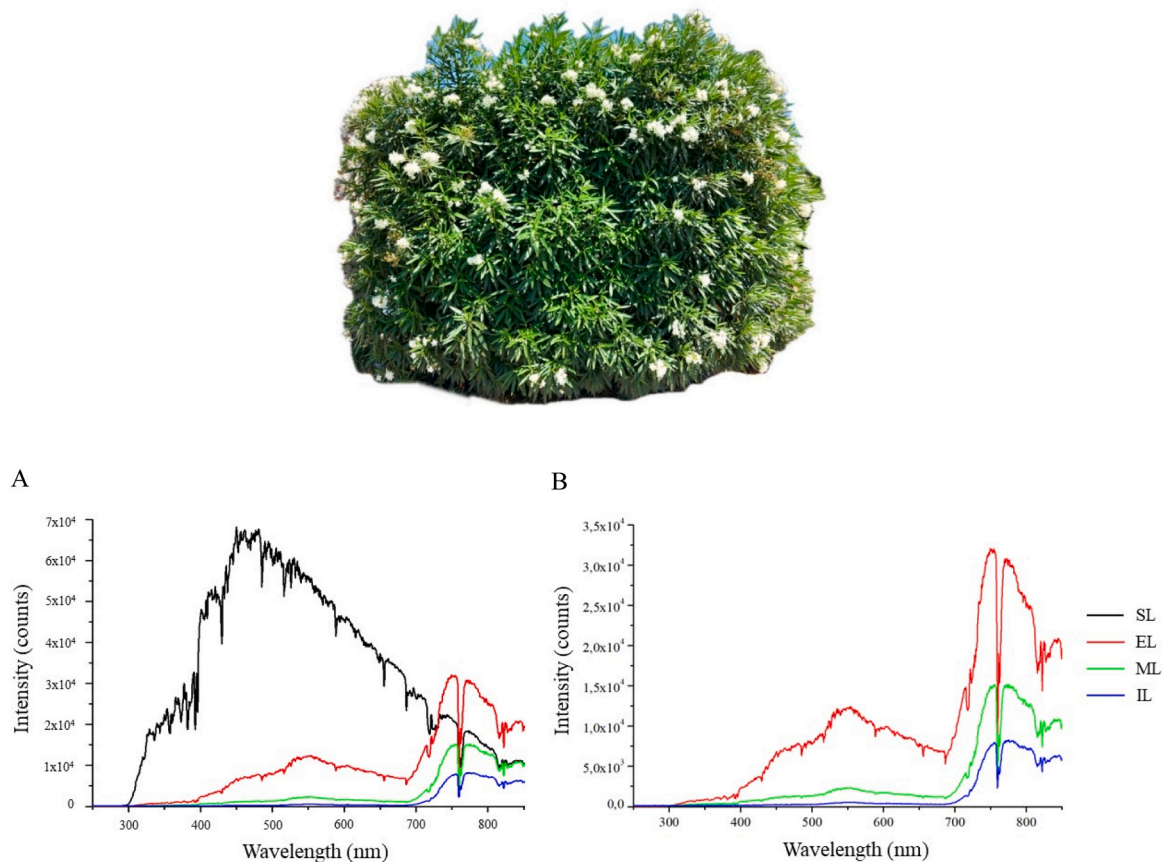 A
B
Intensity (counts)
7x10⁴
6x10⁴
5x10⁴
4x10⁴
3x10⁴
2x10⁴
1x10⁴
0
300 400 500 600 700 800
Wavelength (nm)
Intensity (counts)
3,5x10⁴
3,0x10⁴
2,5x10⁴
2,0x10⁴
1,5x10⁴
1,0x10⁴
5,0x10³
0,0
300 400 500 600 700 800
Wavelength (nm)
SL
EL
ML
IL